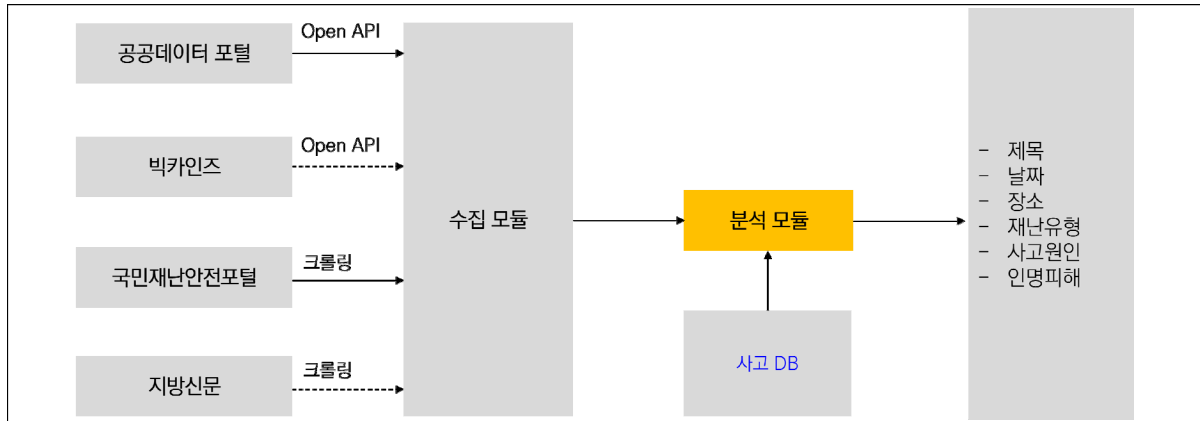 공공데이터 포털
Open API
빅카인즈
Open API
국민재난안전포털
크롤링
지방신문
크롤링
수집 모듈
분석 모듈
사고 DB
- 제목
- 날짜
- 장소
- 재난유형
- 사고원인
- 인명피해